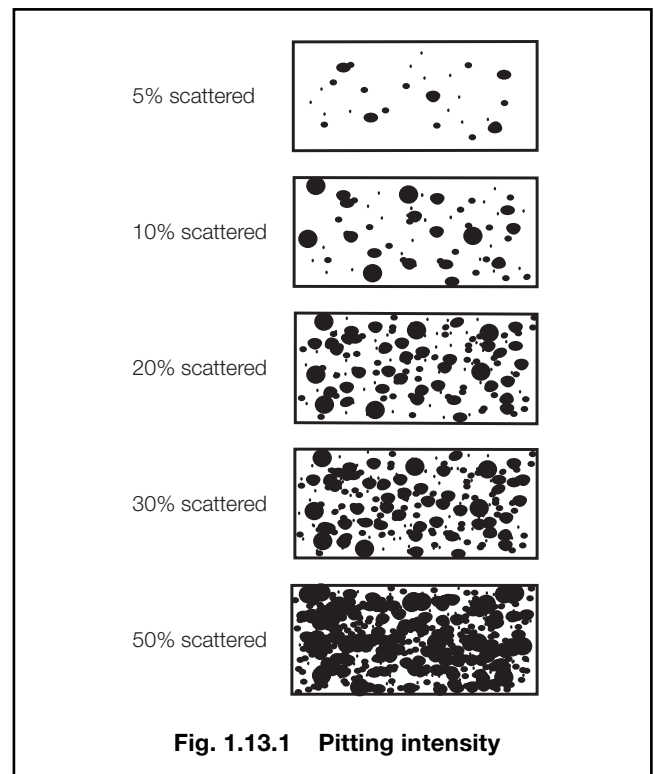 5% scattered
10% scattered
20% scattered
30% scattered
50% scattered
Fig. 1.13.1 Pitting intensity